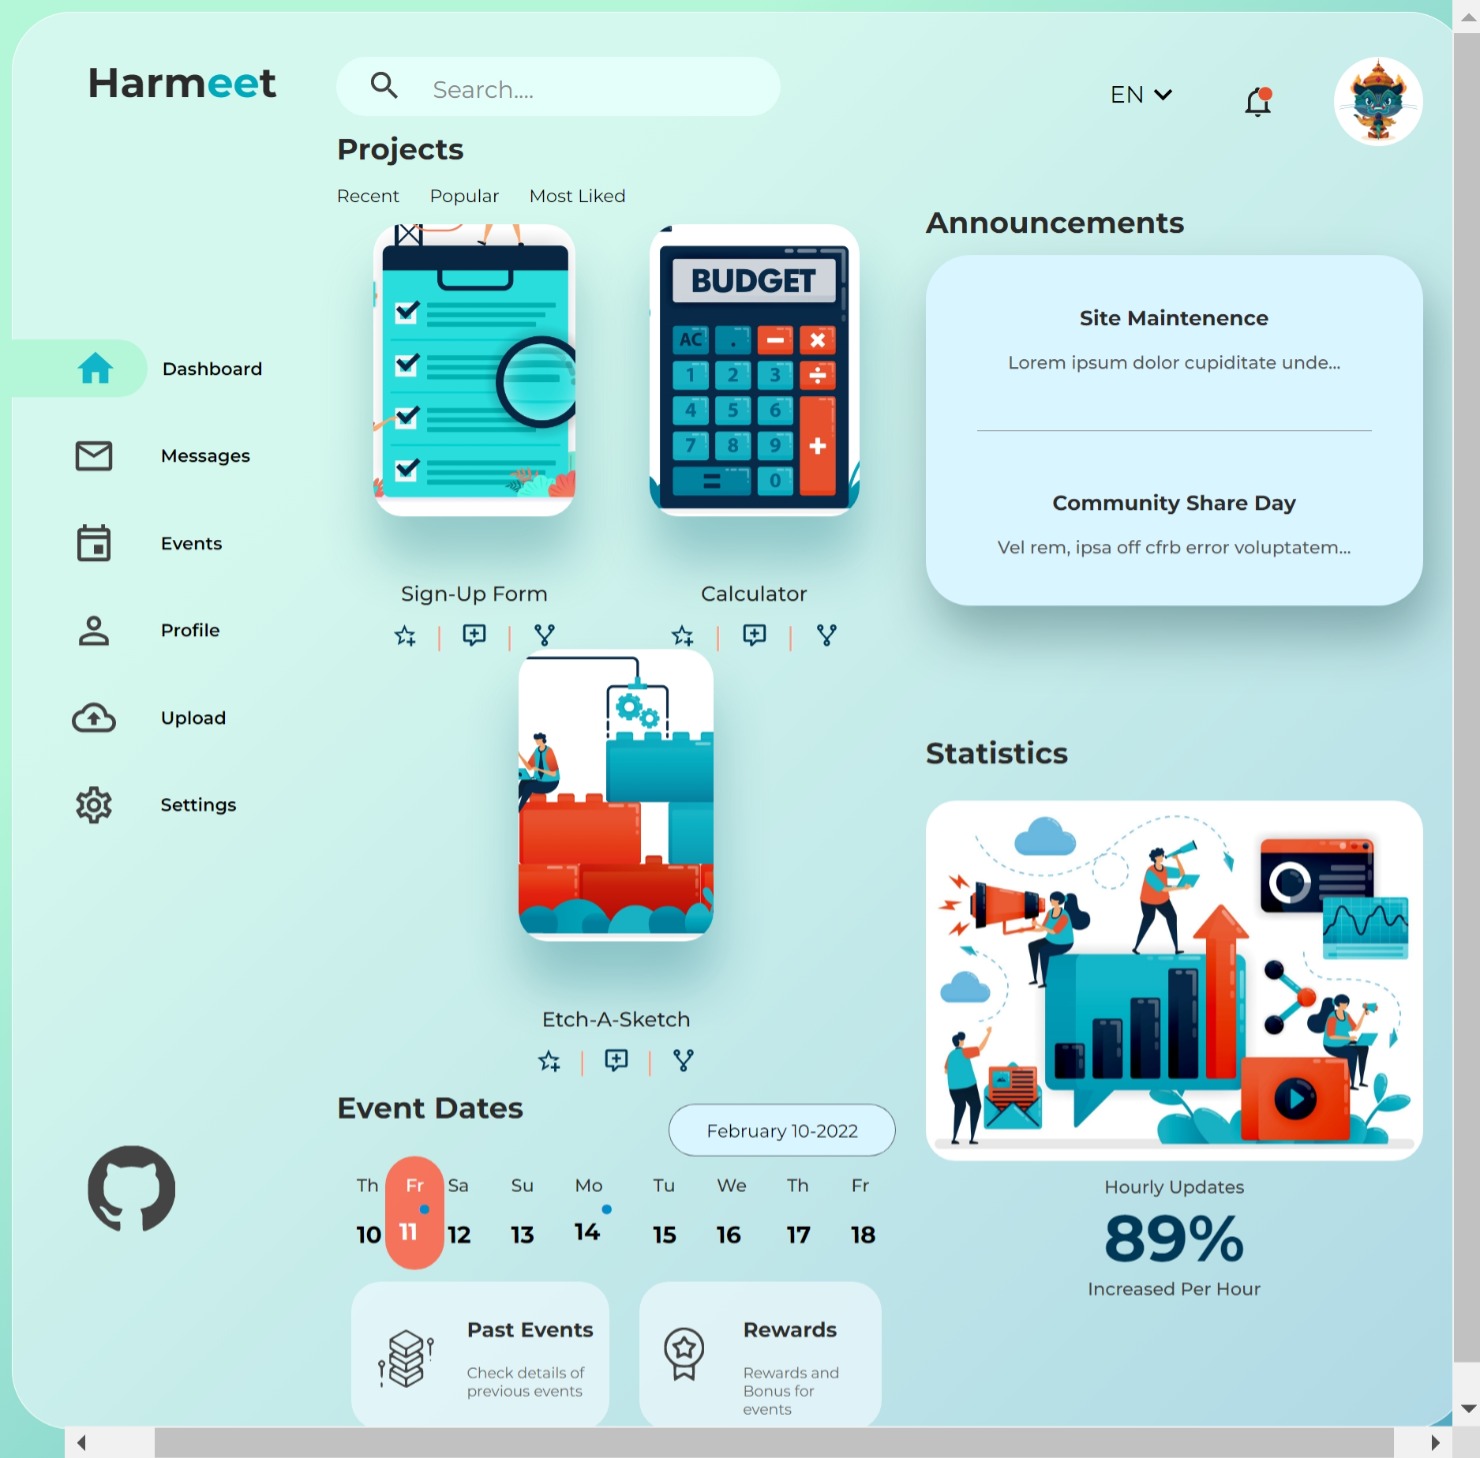 Harmeet
Search....
EN
Projects
Recent Popular Most Liked
BUDGET
AC . − ×
1 2 3 ÷
4 5 6
7 8 9 +
= 0
Sign-Up Form
Calculator
Etch-A-Sketch
Dashboard
Messages
Events
Profile
Upload
Settings
Announcements
Site Maintenence
Lorem ipsum dolor cupiditate unde...
Community Share Day
Vel rem, ipsa off cfrb error voluptatem...
Statistics
Hourly Updates
89%
Increased Per Hour
Event Dates
February 10-2022
Th Fr Sa Su Mo Tu We Th Fr
10 11 12 13 14 15 16 17 18
Past Events
Check details of
previous events
Rewards
Rewards and
Bonus for
events